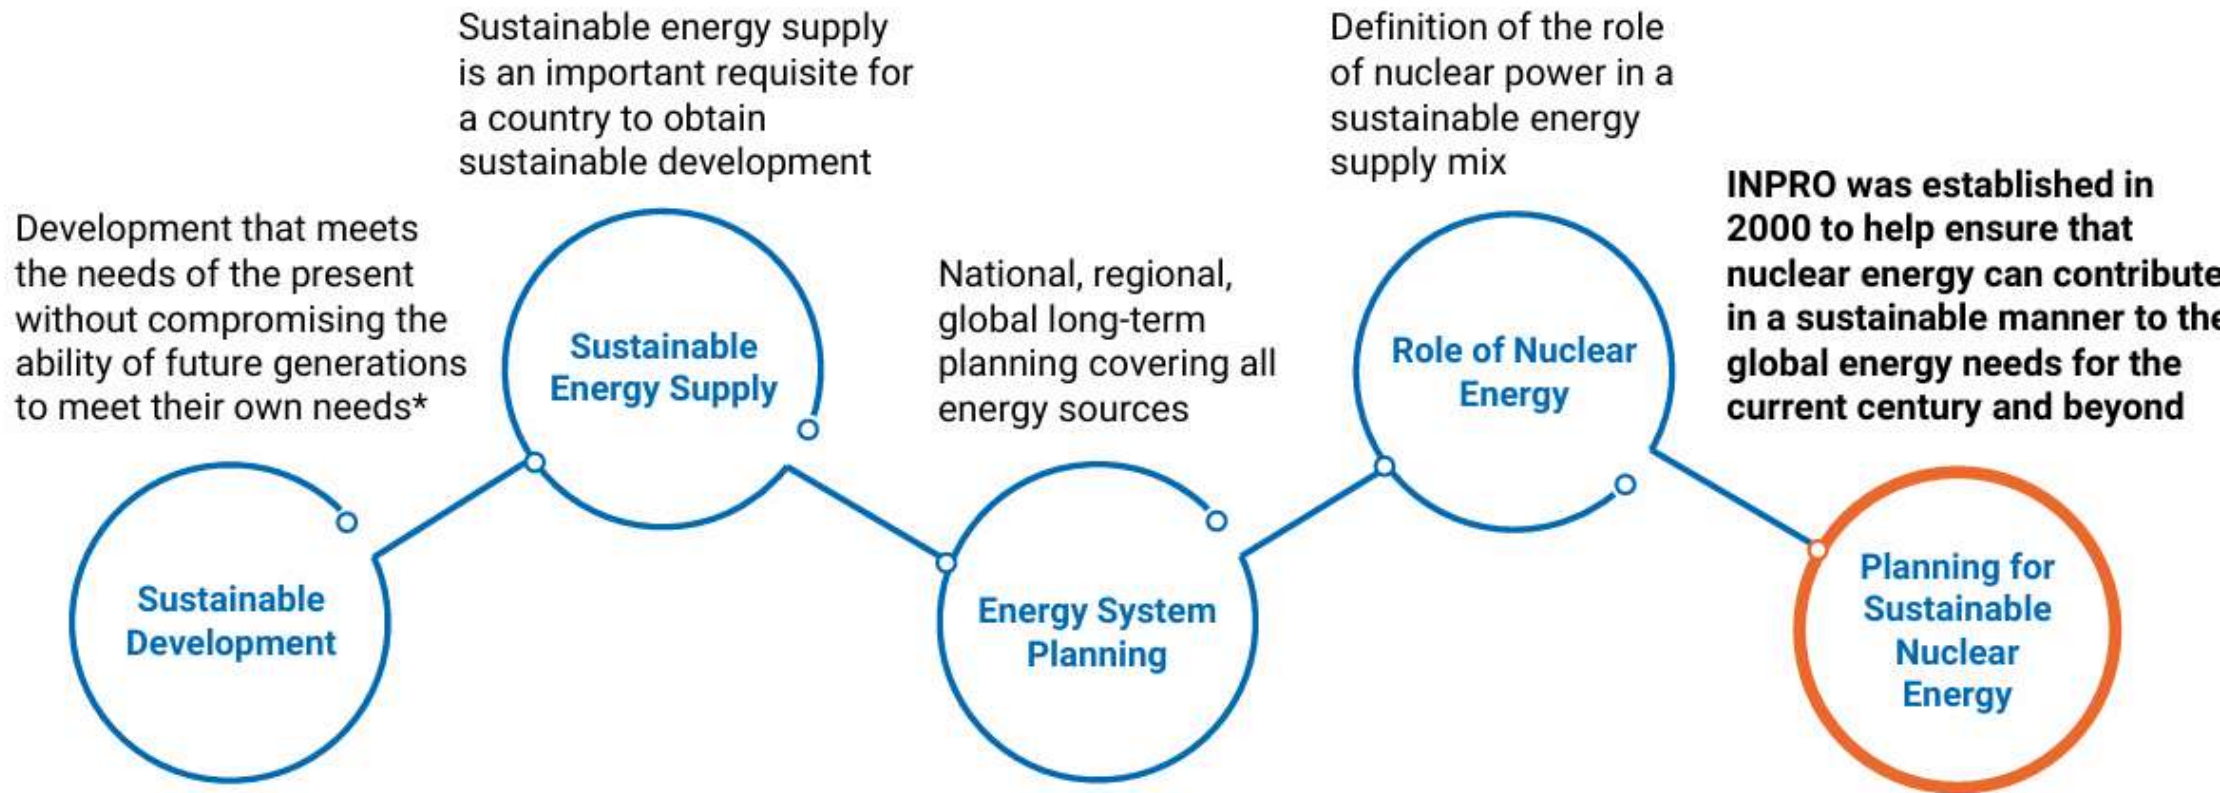 Development that meets
the needs of the present
without compromising the
ability of future generations
to meet their own needs*
Sustainable
Development
Sustainable energy supply
is an important requisite for
a country to obtain
sustainable development
Sustainable
Energy Supply
National, regional,
global long-term
planning covering all
energy sources
Energy System
Planning
Definition of the role
of nuclear power in a
sustainable energy
supply mix
Role of Nuclear
Energy
INPRO was established in
2000 to help ensure that
nuclear energy can contribute
in a sustainable manner to the
global energy needs for the
current century and beyond
Planning for
Sustainable
Nuclear
Energy